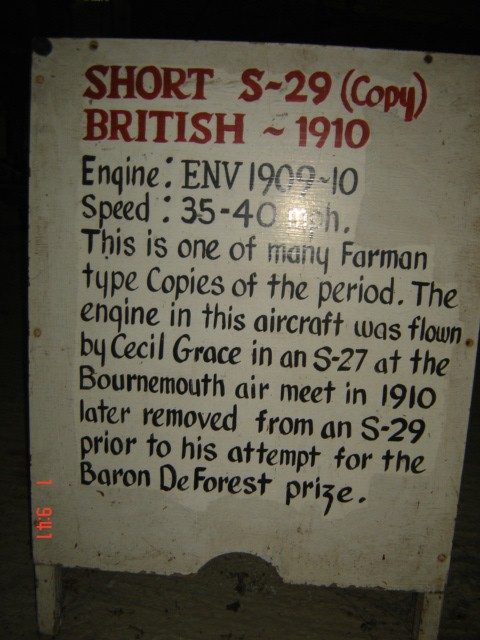 SHORT S-29 (Copy)
BRITISH ~ 1910
Engine: ENV 1909-10
Speed: 35-40 mph.
This is one of many Farman
type Copies of the period. The
engine in this aircraft was flown
by Cecil Grace in an S-27 at the
Bournemouth air meet in 1910
later removed from an S-29
prior to his attempt for the
Baron DeForest prize.